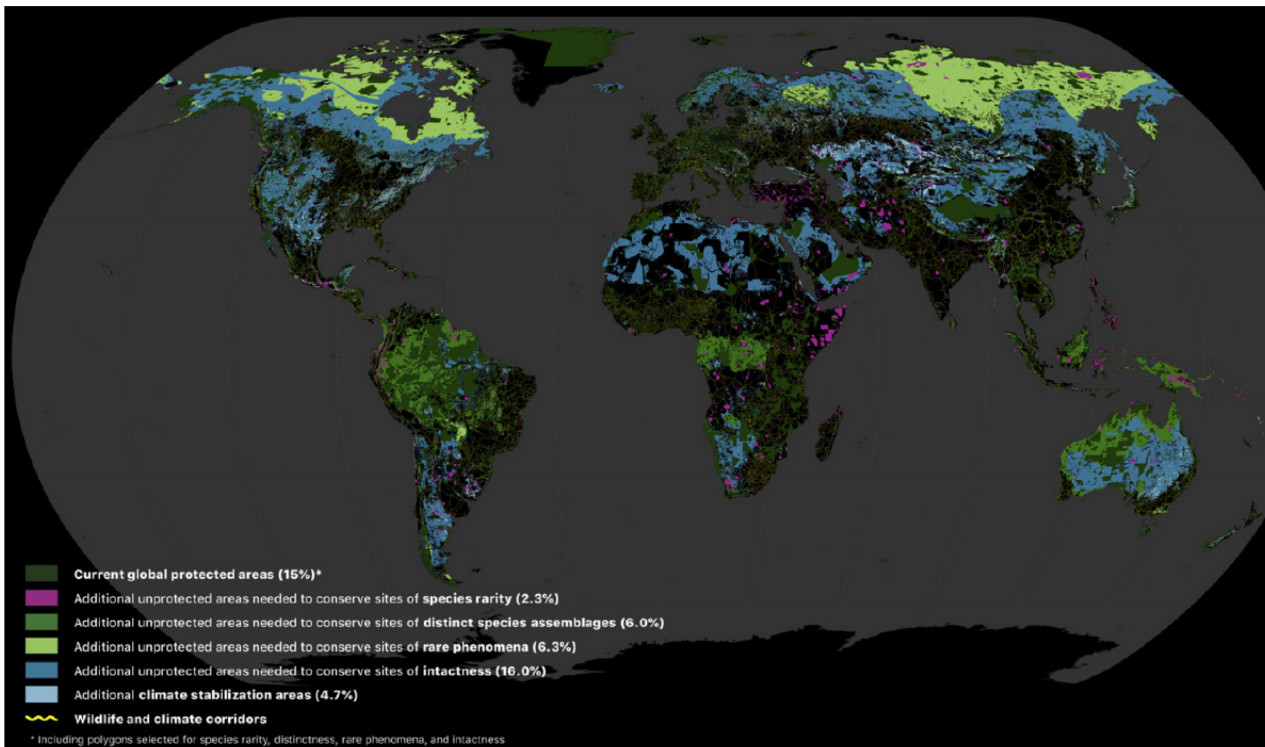 Current global protected areas (15%)*
Additional unprotected areas needed to conserve sites of species rarity (2.3%)
Additional unprotected areas needed to conserve sites of distinct species assemblages (6.0%)
Additional unprotected areas needed to conserve sites of rare phenomena (6.3%)
Additional unprotected areas needed to conserve sites of intactness (16.0%)
Additional climate stabilization areas (4.7%)
Wildlife and climate corridors
* Including polygons selected for species rarity, distinctness, rare phenomena, and intactness